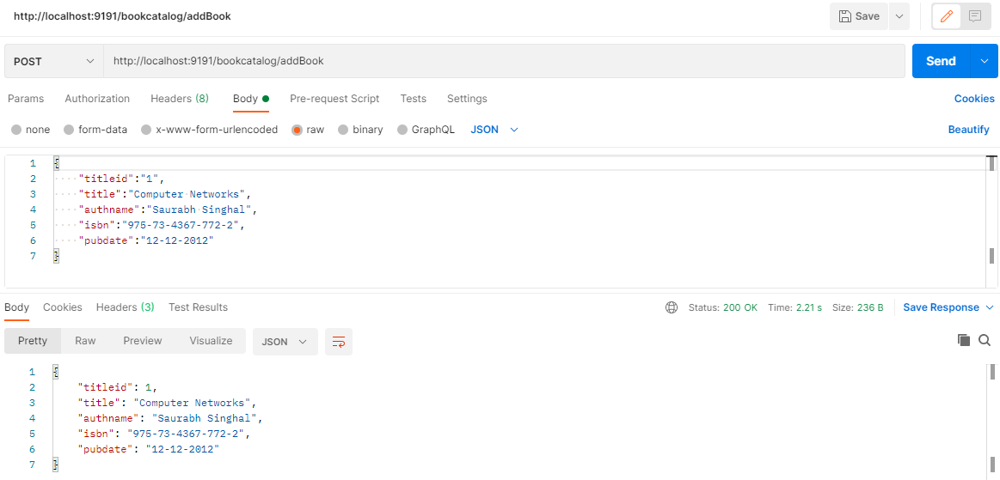 http://localhost:9191/bookcatalog/addBook
Save
POST http://localhost:9191/bookcatalog/addBook Send
Params Authorization Headers (8) Body Pre-request Script Tests Settings Cookies
none form-data x-www-form-urlencoded raw binary GraphQL JSON Beautify
1 {
2 "titleid":"1",
3 "title":"Computer Networks",
4 "authname":"Saurabh Singhal",
5 "isbn":"975-73-4367-772-2",
6 "pubdate":"12-12-2012"
7 }
Body Cookies Headers (3) Test Results Status: 200 OK Time: 2.21 s Size: 236 B Save Response
Pretty Raw Preview Visualize JSON
1 {
2 "titleid": 1,
3 "title": "Computer Networks",
4 "authname": "Saurabh Singhal",
5 "isbn": "975-73-4367-772-2",
6 "pubdate": "12-12-2012"
7 }